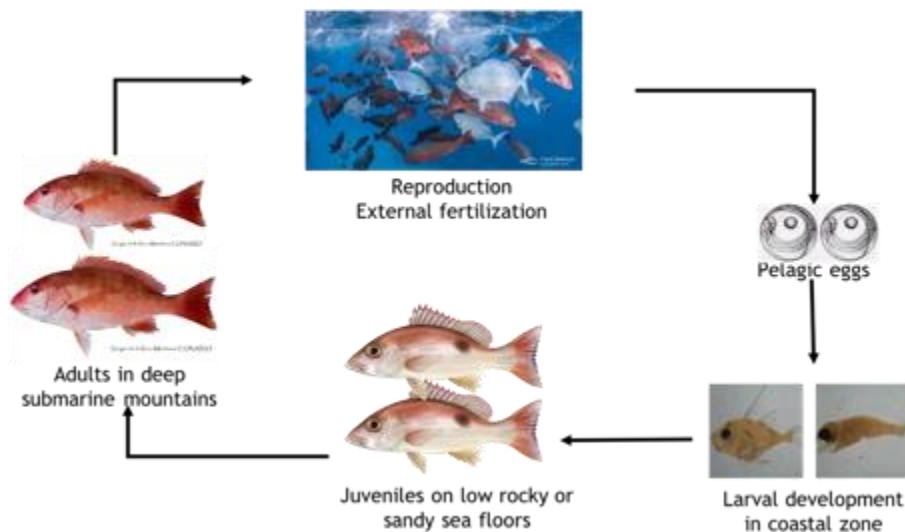 Reproduction
External fertilization
Pelagic eggs
Adults in deep
submarine mountains
Juveniles on low rocky or
sandy sea floors
Larval development
in coastal zone